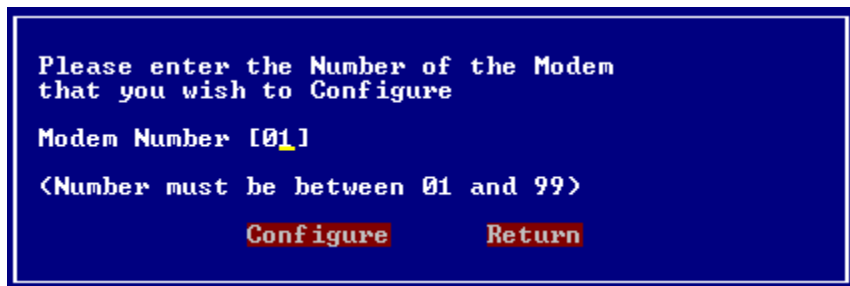 Please enter the Number of the Modem
that you wish to Configure
Modem Number [01]
(Number must be between 01 and 99)
Configure Return